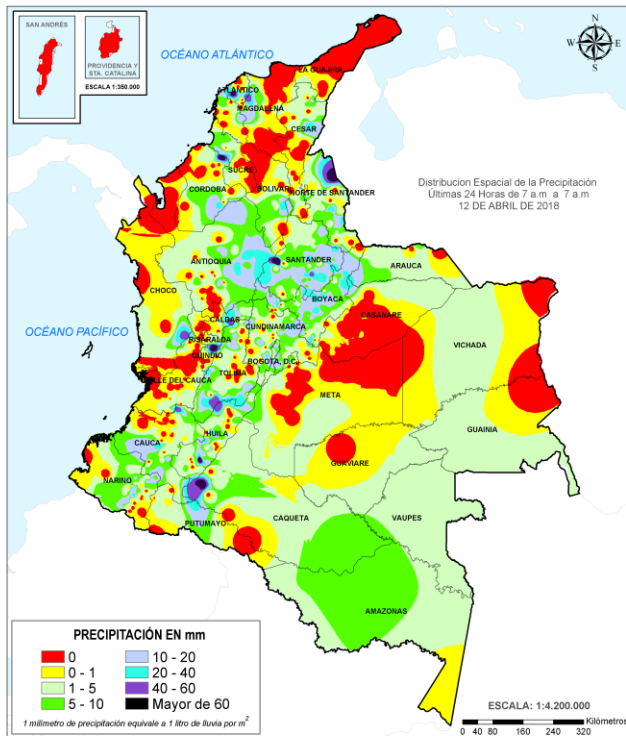 SAN ANDRÉS
PROVIDENCIA Y
STA. CATALINA
ESCALA 1:350.000
OCÉANO ATLÁNTICO
N
W
E
S
LA GUAJIRA
ATLANTICO
MAGDALENA
CESAR
SUCRE
CORDOBA
BOLIVAR
NORTE DE SANTANDER
Distribucion Espacial de la Precipitación
Últimas 24 Horas de 7 a.m a 7 a.m
12 DE ABRIL DE 2018
ANTIOQUIA
SANTANDER
ARAUCA
CHOCO
BOYACA
OCÉANO PACÍFICO
CALDAS
CUNDINAMARCA
CASANARE
RISARALDA
VICHADA
QUINDIO
BOGOTA, D.C.
TOLIMA
VALLE DEL CAUCA
META
GUAINIA
HUILA
CAUCA
GUAVIARE
NARIÑO
CAQUETA
VAUPES
PUTUMAYO
AMAZONAS
PRECIPITACIÓN EN mm
0
10 - 20
0 - 1
20 - 40
1 - 5
40 - 60
5 - 10
Mayor de 60
1 milimetro de precipitación equivale a 1 litro de lluvia por m²
ESCALA: 1:4.200.000
Kilómetros
0 40 80 160 240 320